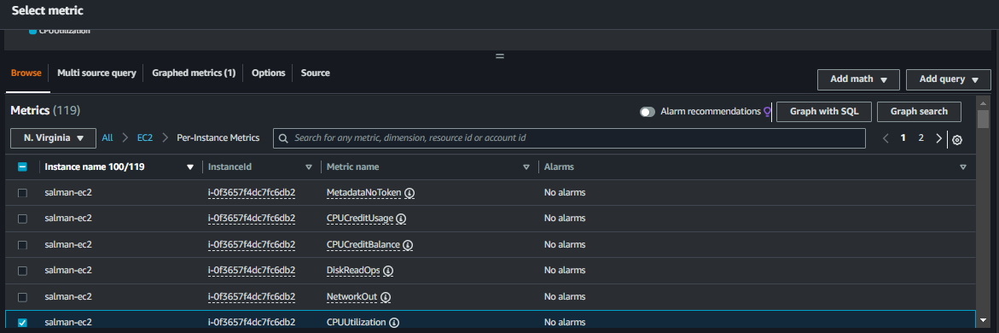 Select metric
CPUUtilization
Browse Multi source query Graphed metrics (1) Options Source Add math Add query
Metrics (119) Alarm recommendations Graph with SQL Graph search
N. Virginia All EC2 Per-Instance Metrics Search for any metric, dimension, resource id or account id 1 2
Instance name 100/119 InstanceId Metric name Alarms
salman-ec2 i-0f3657f4dc7fc6db2 MetadataNoToken No alarms
salman-ec2 i-0f3657f4dc7fc6db2 CPUCreditUsage No alarms
salman-ec2 i-0f3657f4dc7fc6db2 CPUCreditBalance No alarms
salman-ec2 i-0f3657f4dc7fc6db2 DiskReadOps No alarms
salman-ec2 i-0f3657f4dc7fc6db2 NetworkOut No alarms
salman-ec2 i-0f3657f4dc7fc6db2 CPUUtilization No alarms